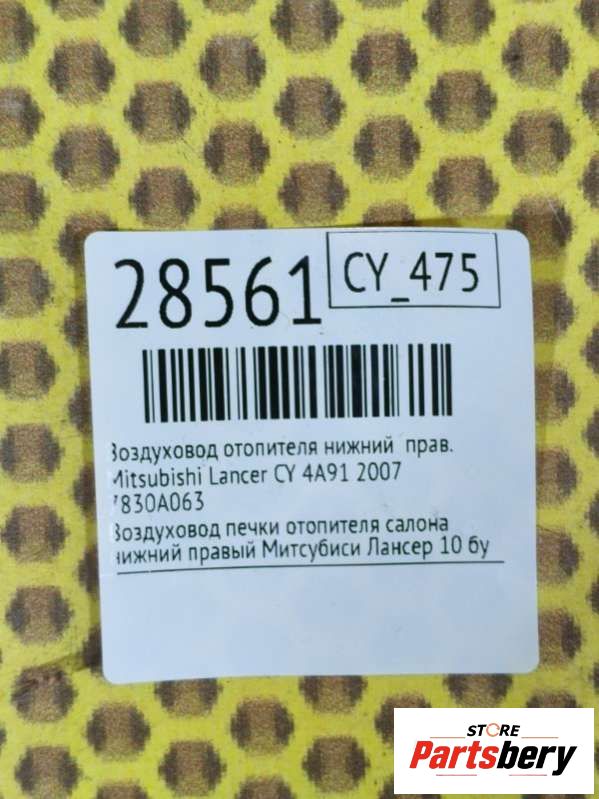 28561
CY_475
Воздуховод отопителя нижний прав.
Mitsubishi Lancer CY 4A91 2007
7830A063
Воздуховод печки отопителя салона
нижний правый Митсубиси Лансер 10 бу
STORE
Partsbery